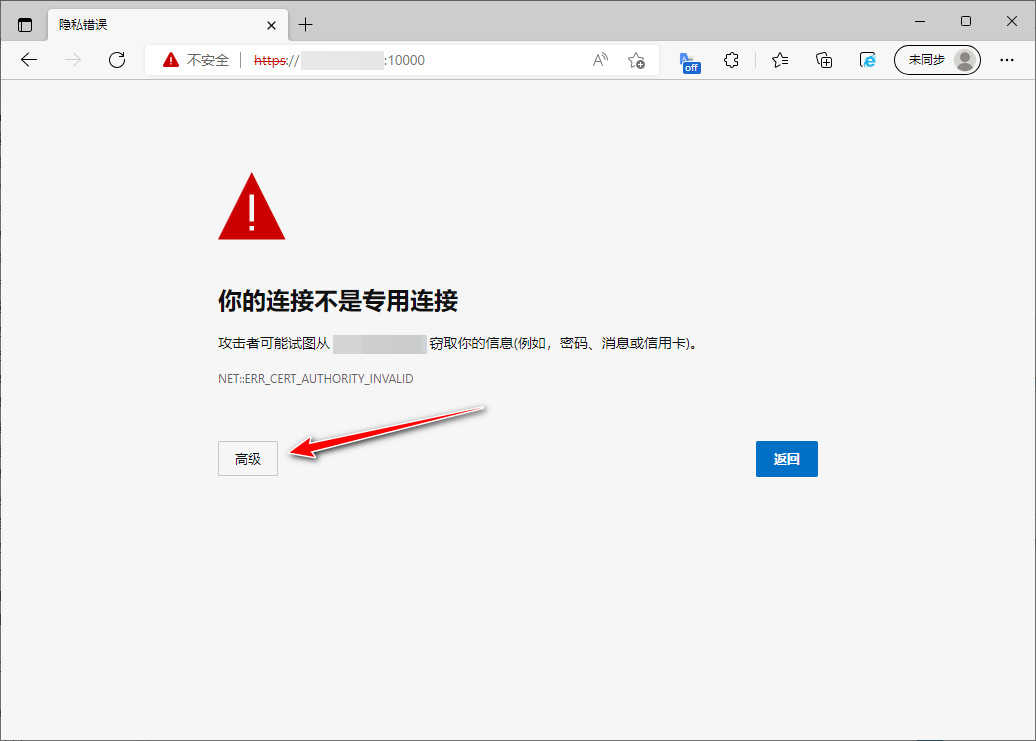 隐私错误
不安全 https:// :10000
off
未同步
你的连接不是专用连接
攻击者可能试图从 窃取你的信息(例如，密码、消息或信用卡)。
NET::ERR_CERT_AUTHORITY_INVALID
高级
返回